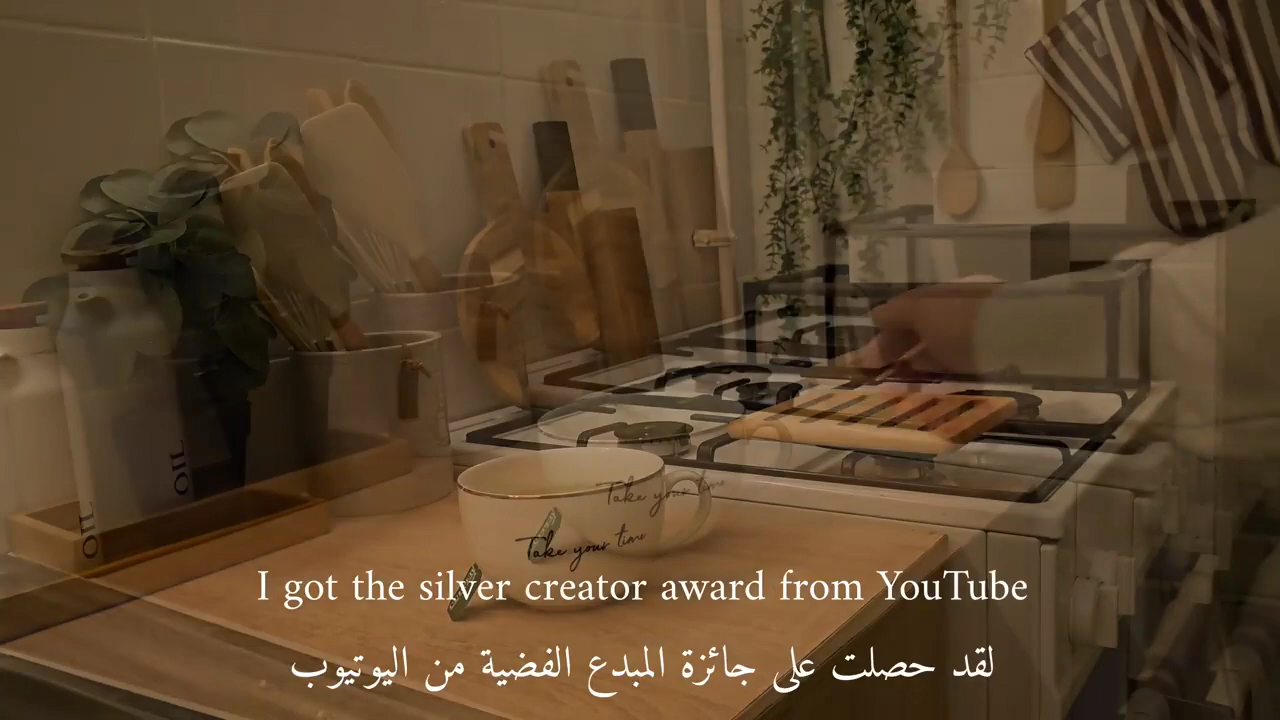 OIL
OIL
Take your time
Take your time
I got the silver creator award from YouTube
لقد حصلت على جائزة المبدع الفضية من اليوتيوب